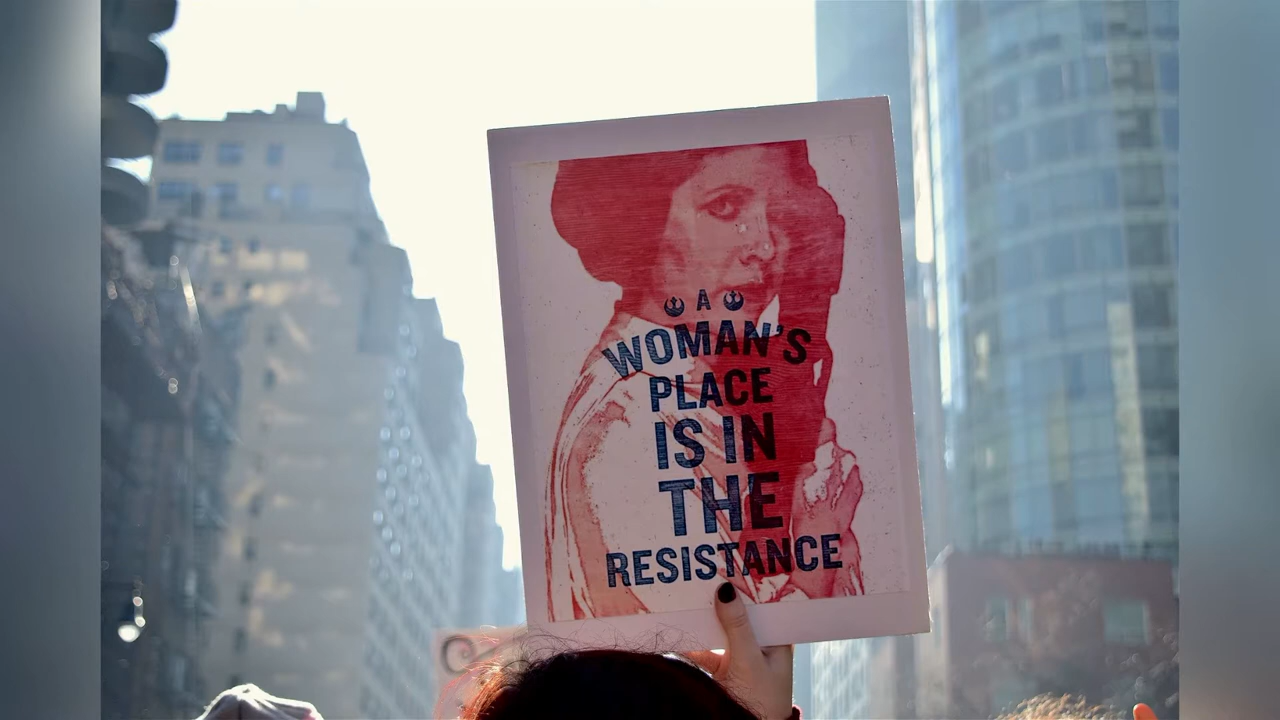 A
WOMAN'S
PLACE
IS IN
THE
RESISTANCE